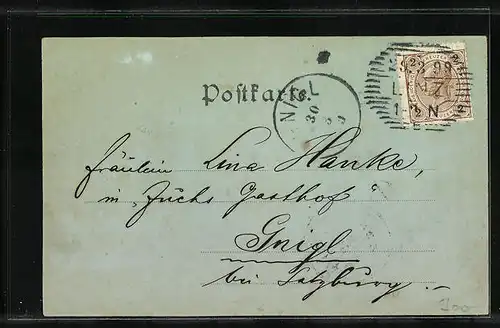 Postkarte.
Fräulein Lina Hanke,
in "Fuchs Gasthof"
Gnigl
bei Salzburg.